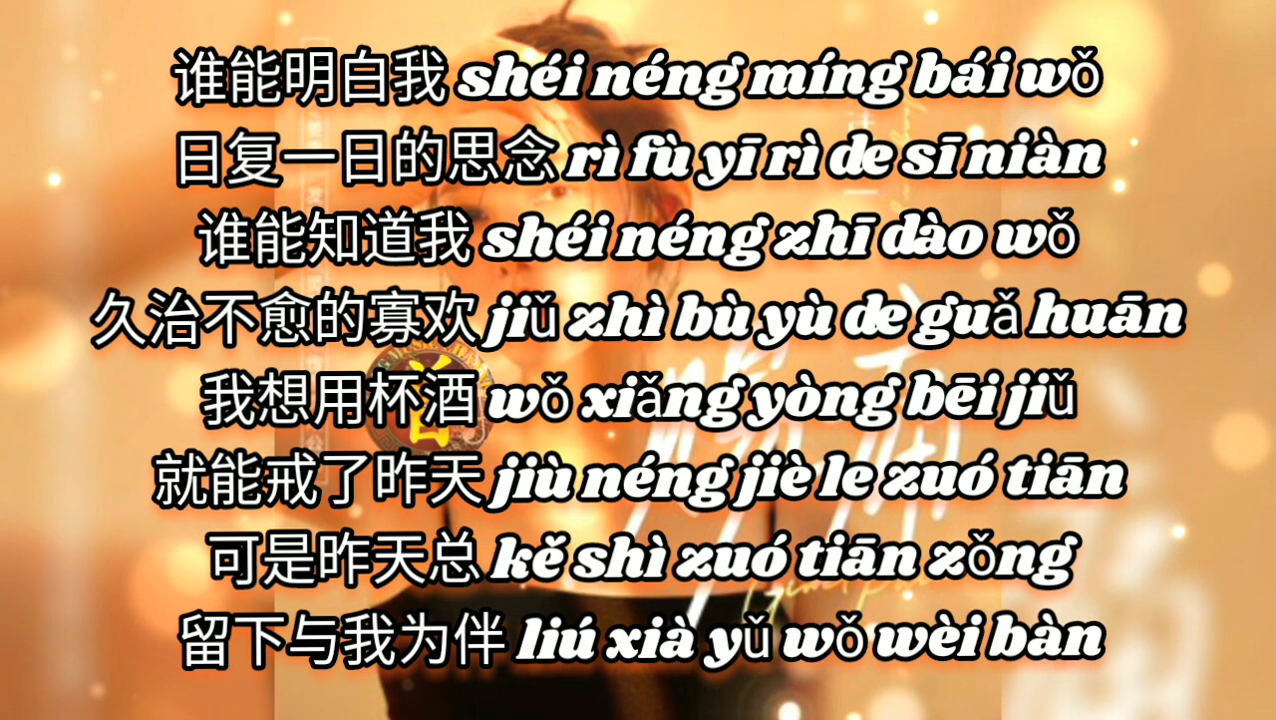 谁能明白我 shéi néng míng bái wǒ
日复一日的思念 rì fù yī rì de sī niàn
谁能知道我 shéi néng zhī dào wǒ
久治不愈的寡欢 jiǔ zhì bù yù de guǎ huān
我想用杯酒 wǒ xiǎng yòng bēi jiǔ
就能戒了昨天 jiù néng jiè le zuó tiān
可是昨天总 kě shì zuó tiān zǒng
留下与我为伴 liú xià yǔ wǒ wèi bàn